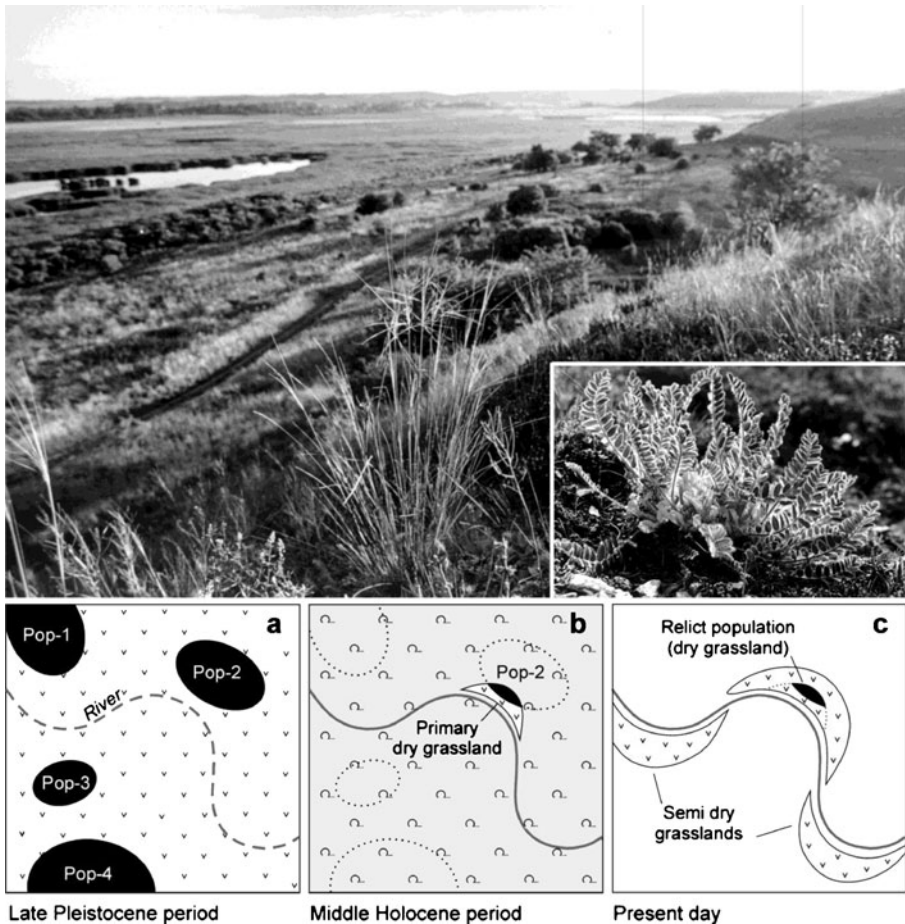 a
Pop-1
Pop-2
River
Pop-3
Pop-4
Late Pleistocene period
b
Pop-2
Primary
dry grassland
Middle Holocene period
c
Relict population
(dry grassland)
Semi dry
grasslands
Present day